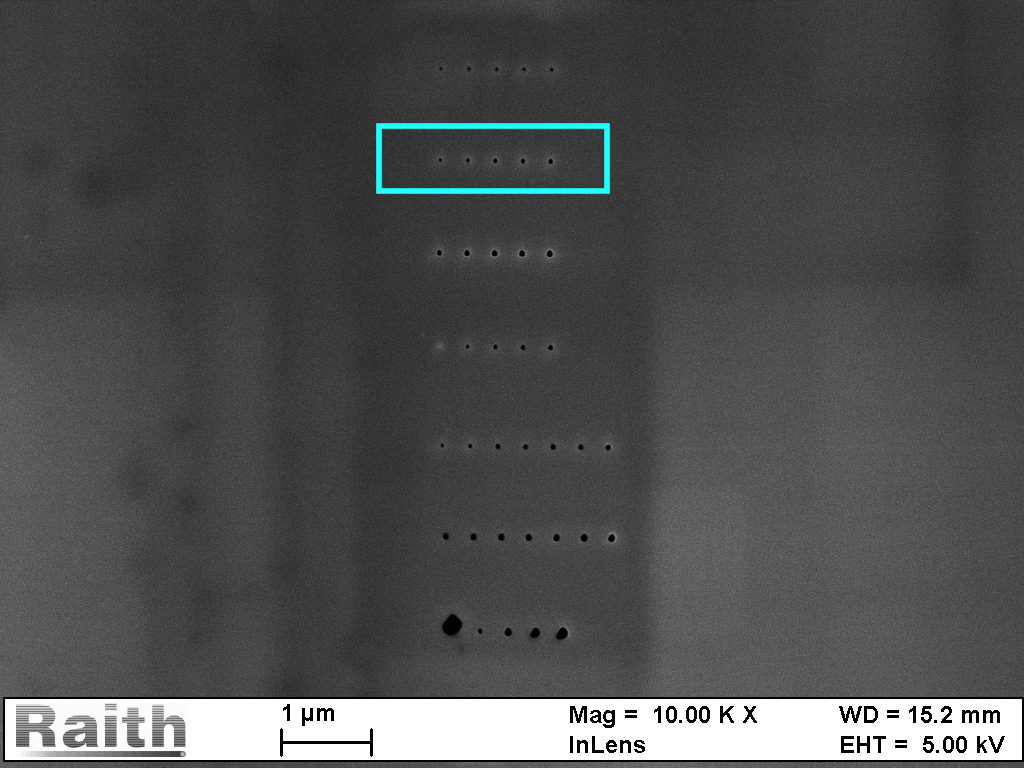 Raith
1 µm
Mag = 10.00 K X
WD = 15.2 mm
InLens
EHT = 5.00 kV